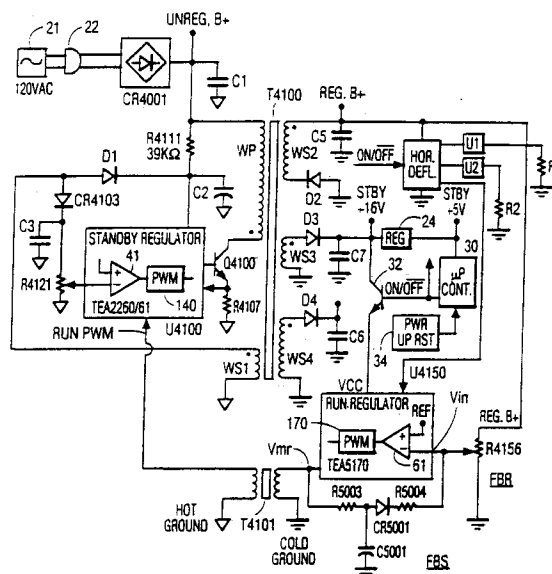 UNREG, B+
21
22
120VAC
CR4001
C1
T4100
REG. B+
R4111
39KΩ
WP
WS2
C5
ON/OFF
HOR.
DEFL.
U1
U2
R2
D1
D2
STBY
+16V
STBY
+5V
CR4103
C2
D3
24
REG
30
C3
STANDBY REGULATOR
41
PWM
TEA2260/61
140
U4100
Q4100
WS3
C7
32
ON/OFF
µP
CONT.
R4121
R4107
D4
34
PWR
UP RST
RUN PWM
WS1
WS4
C6
VCC
U4150
RUN REGULATOR
REF
Vin
REG. B+
170
PWM
TEA5170
61
R4156
Vmr
FBR
R5003
R5004
HOT
GROUND
T4101
COLD
GROUND
CR5001
C5001
FBS